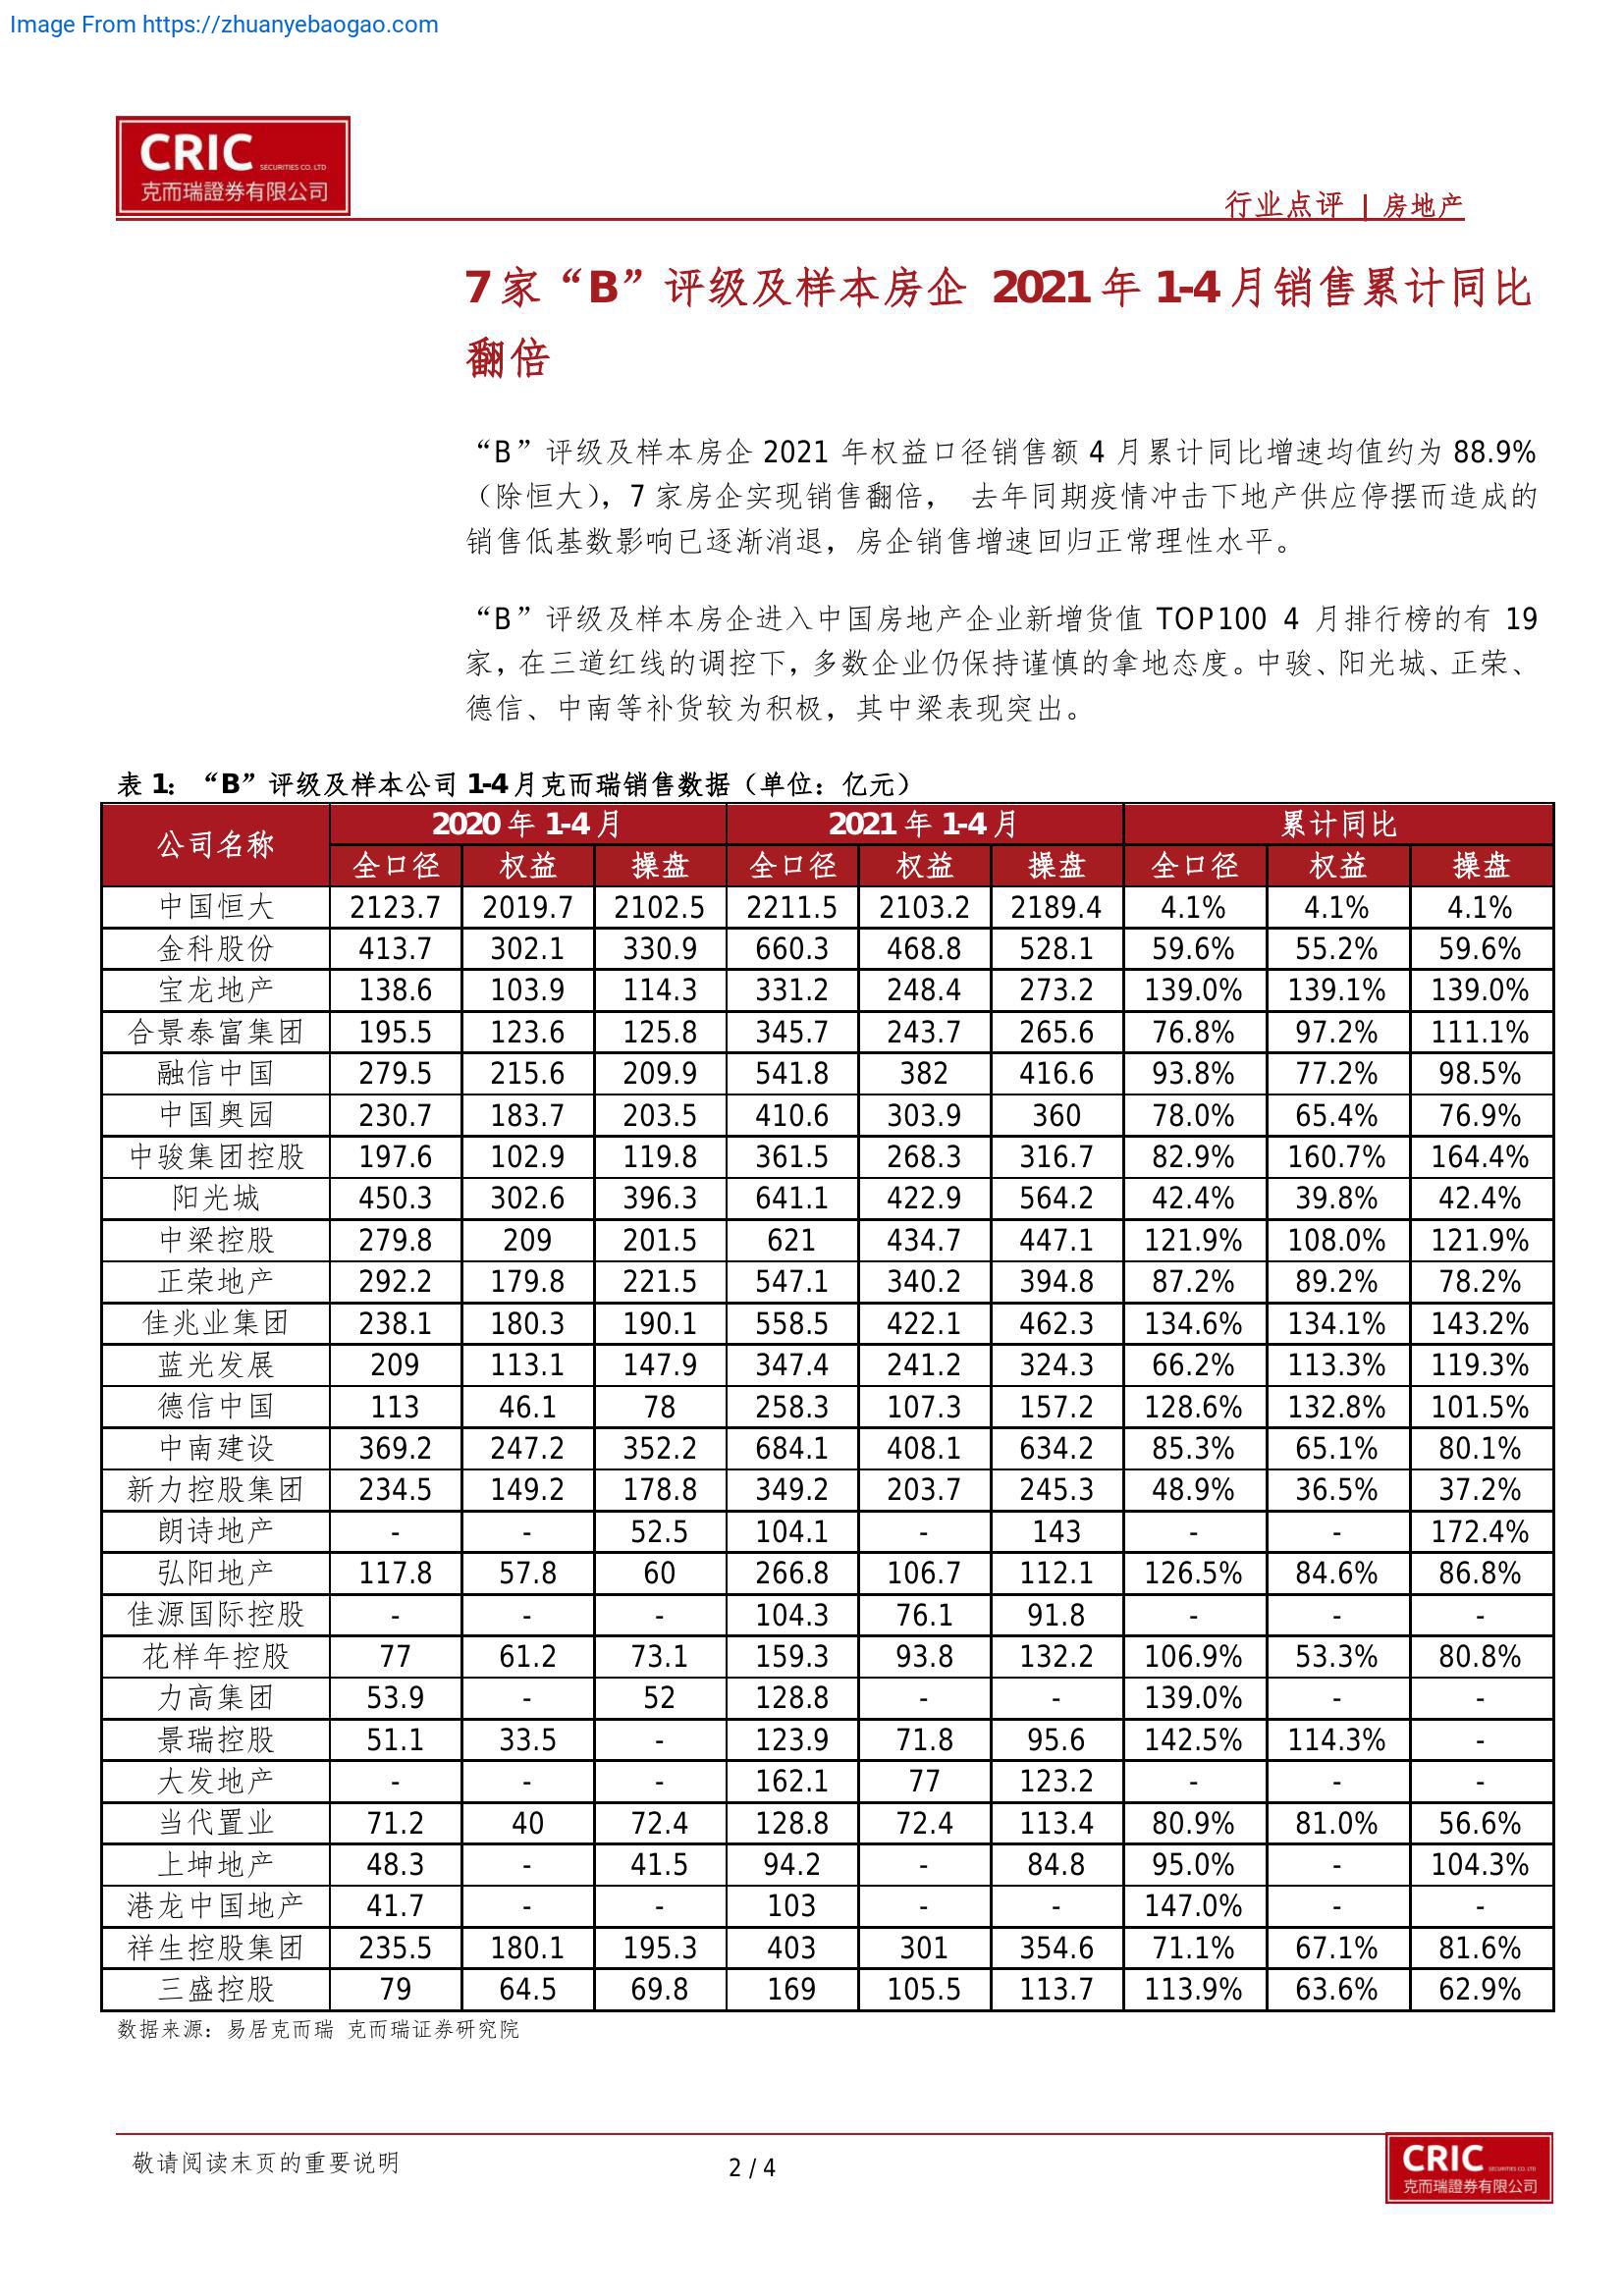 Image From https://zhuanyebaogao.com
CRIC SECURITIES CO. LTD
克而瑞證券有限公司
行业点评 | 房地产
7 家“B”评级及样本房企 2021 年 1-4 月销售累计同比
翻倍
“B”评级及样本房企 2021 年权益口径销售额 4 月累计同比增速均值约为 88.9%
（除恒大），7 家房企实现销售翻倍， 去年同期疫情冲击下地产供应停摆而造成的
销售低基数影响已逐渐消退，房企销售增速回归正常理性水平。
“B”评级及样本房企进入中国房地产企业新增货值 TOP100 4 月排行榜的有 19
家，在三道红线的调控下，多数企业仍保持谨慎的拿地态度。中骏、阳光城、正荣、
德信、中南等补货较为积极，其中梁表现突出。
表 1：“B”评级及样本公司 1-4 月克而瑞销售数据（单位：亿元）
公司名称 2020 年 1-4 月 2021 年 1-4 月 累计同比
全口径 权益 操盘 全口径 权益 操盘 全口径 权益 操盘
中国恒大 2123.7 2019.7 2102.5 2211.5 2103.2 2189.4 4.1% 4.1% 4.1%
金科股份 413.7 302.1 330.9 660.3 468.8 528.1 59.6% 55.2% 59.6%
宝龙地产 138.6 103.9 114.3 331.2 248.4 273.2 139.0% 139.1% 139.0%
合景泰富集团 195.5 123.6 125.8 345.7 243.7 265.6 76.8% 97.2% 111.1%
融信中国 279.5 215.6 209.9 541.8 382 416.6 93.8% 77.2% 98.5%
中国奥园 230.7 183.7 203.5 410.6 303.9 360 78.0% 65.4% 76.9%
中骏集团控股 197.6 102.9 119.8 361.5 268.3 316.7 82.9% 160.7% 164.4%
阳光城 450.3 302.6 396.3 641.1 422.9 564.2 42.4% 39.8% 42.4%
中梁控股 279.8 209 201.5 621 434.7 447.1 121.9% 108.0% 121.9%
正荣地产 292.2 179.8 221.5 547.1 340.2 394.8 87.2% 89.2% 78.2%
佳兆业集团 238.1 180.3 190.1 558.5 422.1 462.3 134.6% 134.1% 143.2%
蓝光发展 209 113.1 147.9 347.4 241.2 324.3 66.2% 113.3% 119.3%
德信中国 113 46.1 78 258.3 107.3 157.2 128.6% 132.8% 101.5%
中南建设 369.2 247.2 352.2 684.1 408.1 634.2 85.3% 65.1% 80.1%
新力控股集团 234.5 149.2 178.8 349.2 203.7 245.3 48.9% 36.5% 37.2%
朗诗地产 - - 52.5 104.1 - 143 - - 172.4%
弘阳地产 117.8 57.8 60 266.8 106.7 112.1 126.5% 84.6% 86.8%
佳源国际控股 - - - 104.3 76.1 91.8 - - -
花样年控股 77 61.2 73.1 159.3 93.8 132.2 106.9% 53.3% 80.8%
力高集团 53.9 - 52 128.8 - - 139.0% - -
景瑞控股 51.1 33.5 - 123.9 71.8 95.6 142.5% 114.3% -
大发地产 - - - 162.1 77 123.2 - - -
当代置业 71.2 40 72.4 128.8 72.4 113.4 80.9% 81.0% 56.6%
上坤地产 48.3 - 41.5 94.2 - 84.8 95.0% - 104.3%
港龙中国地产 41.7 - - 103 - - 147.0% - -
祥生控股集团 235.5 180.1 195.3 403 301 354.6 71.1% 67.1% 81.6%
三盛控股 79 64.5 69.8 169 105.5 113.7 113.9% 63.6% 62.9%
数据来源：易居克而瑞 克而瑞证券研究院
敬请阅读末页的重要说明
2 / 4
CRIC SECURITIES CO. LTD
克而瑞證券有限公司